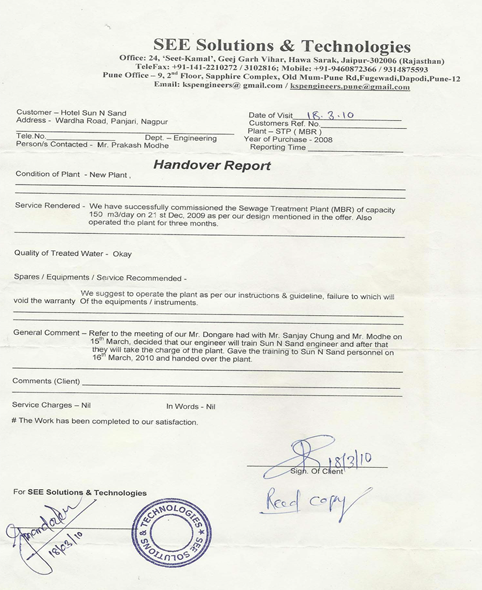 SEE Solutions & Technologies
Office: 24, 'Seet-Kamal', Geej Garh Vihar, Hawa Sarak, Jaipur-302006 (Rajasthan)
TeleFax: +91-141-2210272 / 3102816; Mobile: +91-9460872366 / 9314875593
Pune Office – 9, 2nd Floor, Sapphire Complex, Old Mum-Pune Rd,Fugewadi,Dapodi,Pune-12
Email: kspengineers@ gmail.com / kspengineers.pune@gmail.com
Customer – Hotel Sun N Sand
Address - Wardha Road, Panjari, Nagpur
Tele.No. Dept. – Engineering
Person/s Contacted - Mr. Prakash Modhe
Date of Visit 18.3.10
Customers Ref. No.
Plant – STP ( MBR )
Year of Purchase - 2008
Reporting Time
Handover Report
Condition of Plant - New Plant ,
Service Rendered - We have successfully commissioned the Sewage Treatment Plant (MBR) of capacity
150 m3/day on 21 st Dec, 2009 as per our design mentioned in the offer. Also
operated the plant for three months.
Quality of Treated Water - Okay
Spares / Equipments / Service Recommended -
We suggest to operate the plant as per our instructions & guideline, failure to which will
void the warranty Of the equipments / instruments.
General Comment – Refer to the meeting of our Mr. Dongare had with Mr. Sanjay Chung and Mr. Modhe on
15th March, decided that our engineer will train Sun N Sand engineer and after that
they will take the charge of the plant. Gave the training to Sun N Sand personnel on
16th March, 2010 and handed over the plant.
Comments (Client)
Service Charges – Nil In Words - Nil
# The Work has been completed to our satisfaction.
18/3/10
Sign. Of Client
Recd copy
For SEE Solutions & Technologies
18/03/10
SEE SOLUTIONS & TECHNOLOGIES